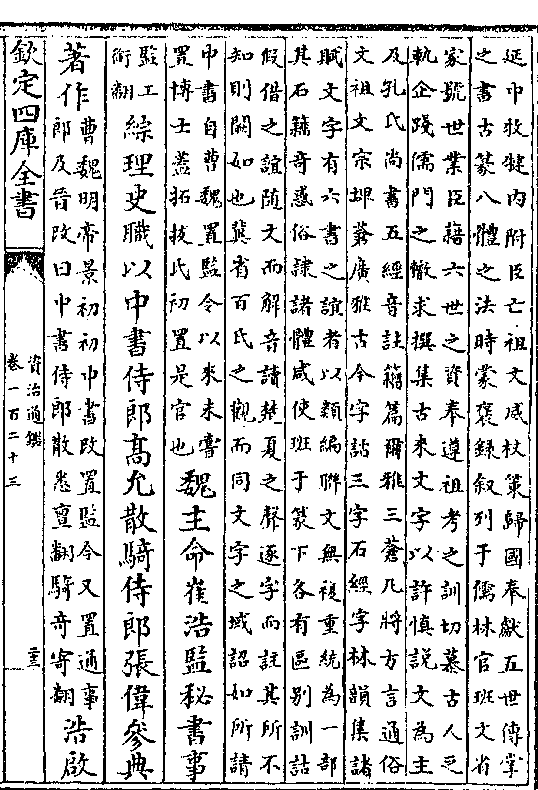 延巾牧犍內附臣亡祖文威杖策歸國奉獻五世傳掌
之書古篆八體之法時蒙褒録叙列于儒林官班文省
家號世業臣藉六世之資奉遵祖考之訓切慕古人之
軌企踐儒門之轍求撰集古來文字以許慎說文為主
及孔氏尚書五經音註籀篇爾雅三蒼凡將方言通俗
文祖文宗埤蒼廣雅古今字詁三字石經字林韻集諸
賦文字有六書之誼者以類編聯文無複重統為一部
其石籀奇惑俗隸諸體咸使班于篆下各有區别訓詁
假借之誼随文而解音讀楚夏之聲逐字而註其所不
知則闕如也冀省百氏之觀而同文字之域詔如所請
中書自曹魏置監令以來未嘗
置博士蓋拓技氏初置是官也
魏主命崔浩監秘書事
監工
衘翻
綜理史職以中書侍郎髙允散騎侍郎張偉參典
著作
曹魏明帝景初初中書改置監令又置通事
郎及晉改曰中書侍郎散悉亶翻騎奇寄翻
浩啟
欽定四庫全書
資治通鑑
卷一百二十三